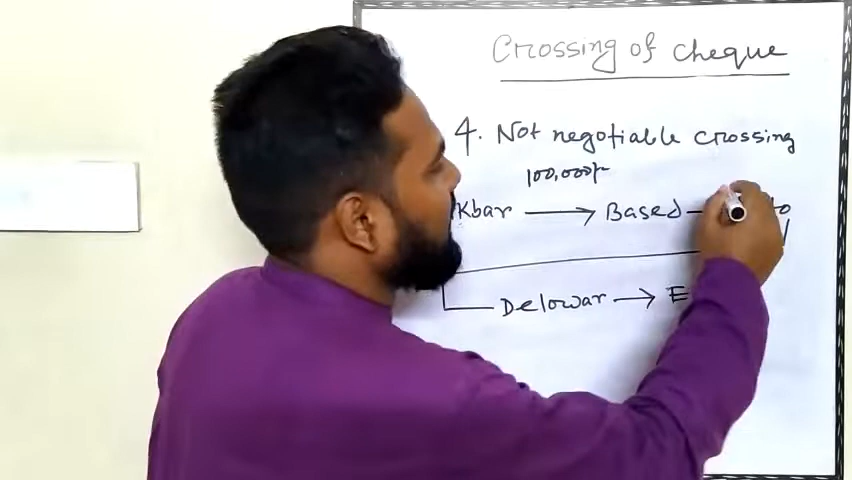 Crossing of cheque
4. Not negotiable crossing
100,000/-
Kbar → Based
Delowar →